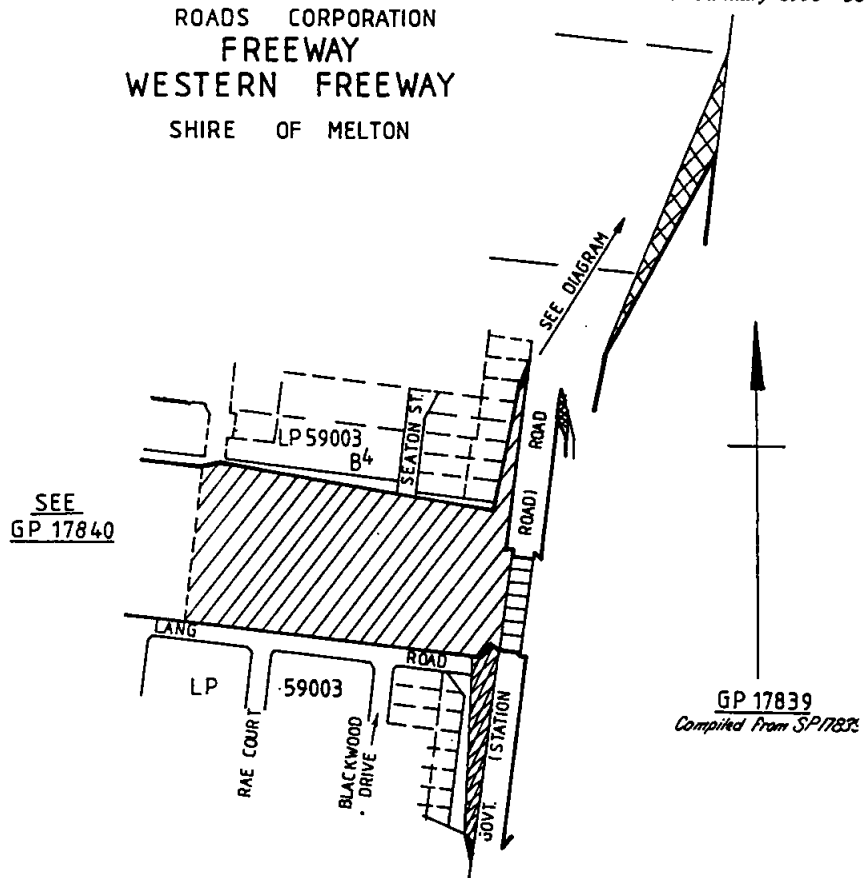 ROADS CORPORATION
FREEWAY
WESTERN FREEWAY
SHIRE OF MELTON
SEE DIAGRAM
LP 59003
B4
SEATON ST.
ROAD
ROAD)
SEE
GP 17840
LANG
ROAD
LP 59003
RAE COURT
BLACKWOOD
DRIVE
(STATION
GOVT.
GP 17839
Compiled from